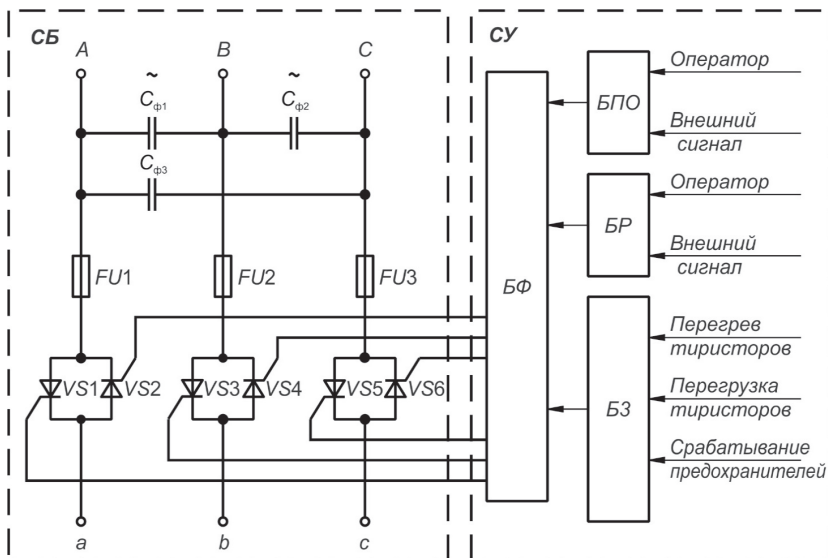 СБ
A
B
C
~
~
Cф1
Cф2
Cф3
FU1
FU2
FU3
VS1
VS2
VS3
VS4
VS5
VS6
a
b
c
СУ
БФ
БПО
Оператор
Внешний
сигнал
БР
Оператор
Внешний
сигнал
БЗ
Перегрев
тиристоров
Перегрузка
тиристоров
Срабатывание
предохранителей